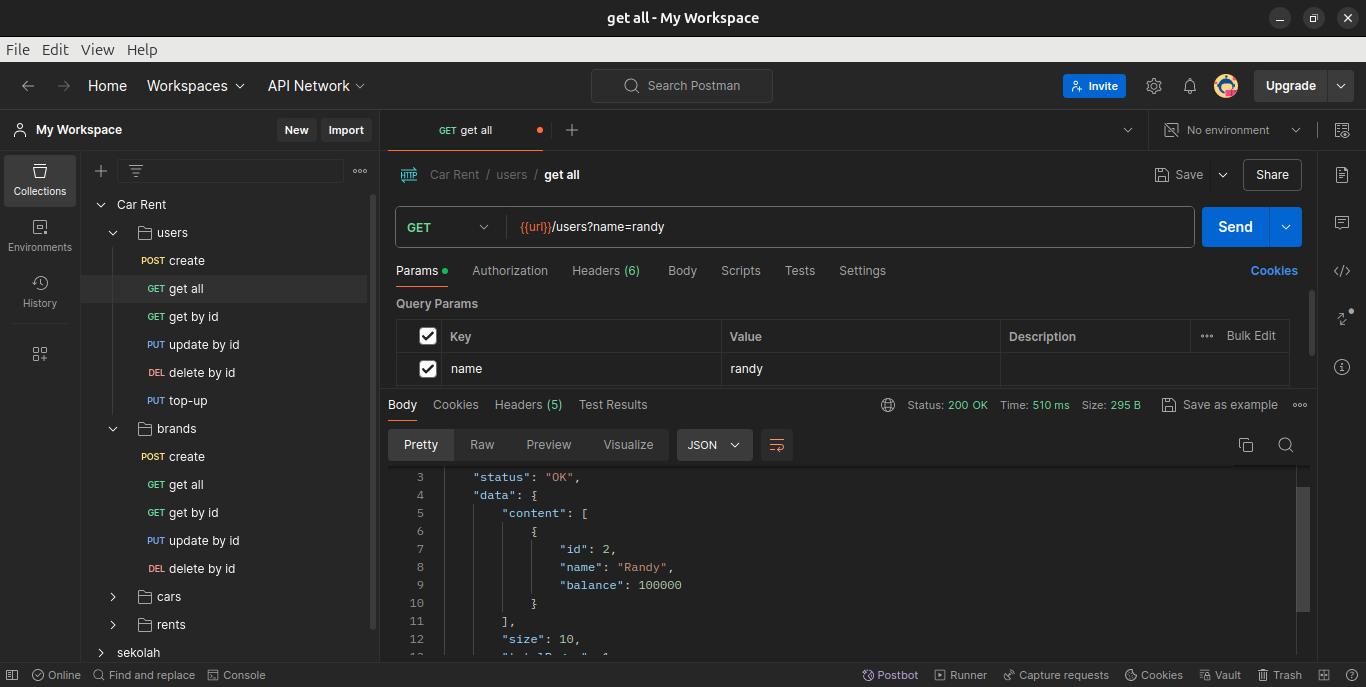 get all - My Workspace
File Edit View Help
Home Workspaces API Network Search Postman Invite Upgrade
My Workspace New Import GET get all No environment
Collections
Environments
History
Car Rent
users
POST create
GET get all
GET get by id
PUT update by id
DEL delete by id
PUT top-up
brands
POST create
GET get all
GET get by id
PUT update by id
DEL delete by id
cars
rents
sekolah
HTTP Car Rent / users / get all Save Share
GET {{url}}/users?name=randy Send
Params Authorization Headers (6) Body Scripts Tests Settings Cookies
Query Params
Key Value Description Bulk Edit
name randy
Body Cookies Headers (5) Test Results Status: 200 OK Time: 510 ms Size: 295 B Save as example
Pretty Raw Preview Visualize JSON
3 "status": "OK",
4 "data": {
5 "content": [
6 {
7 "id": 2,
8 "name": "Randy",
9 "balance": 100000
10 }
11 ],
12 "size": 10,
Online Find and replace Console Postbot Runner Capture requests Cookies Vault Trash